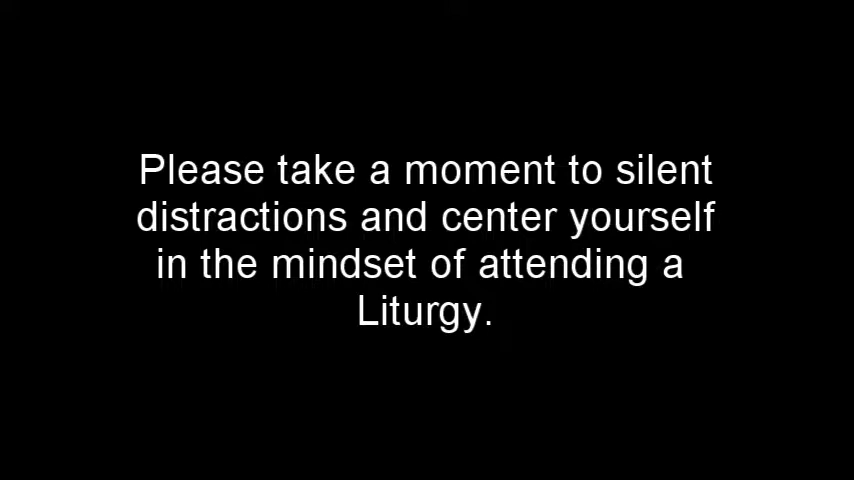 Please take a moment to silent
distractions and center yourself
in the mindset of attending a
Liturgy.